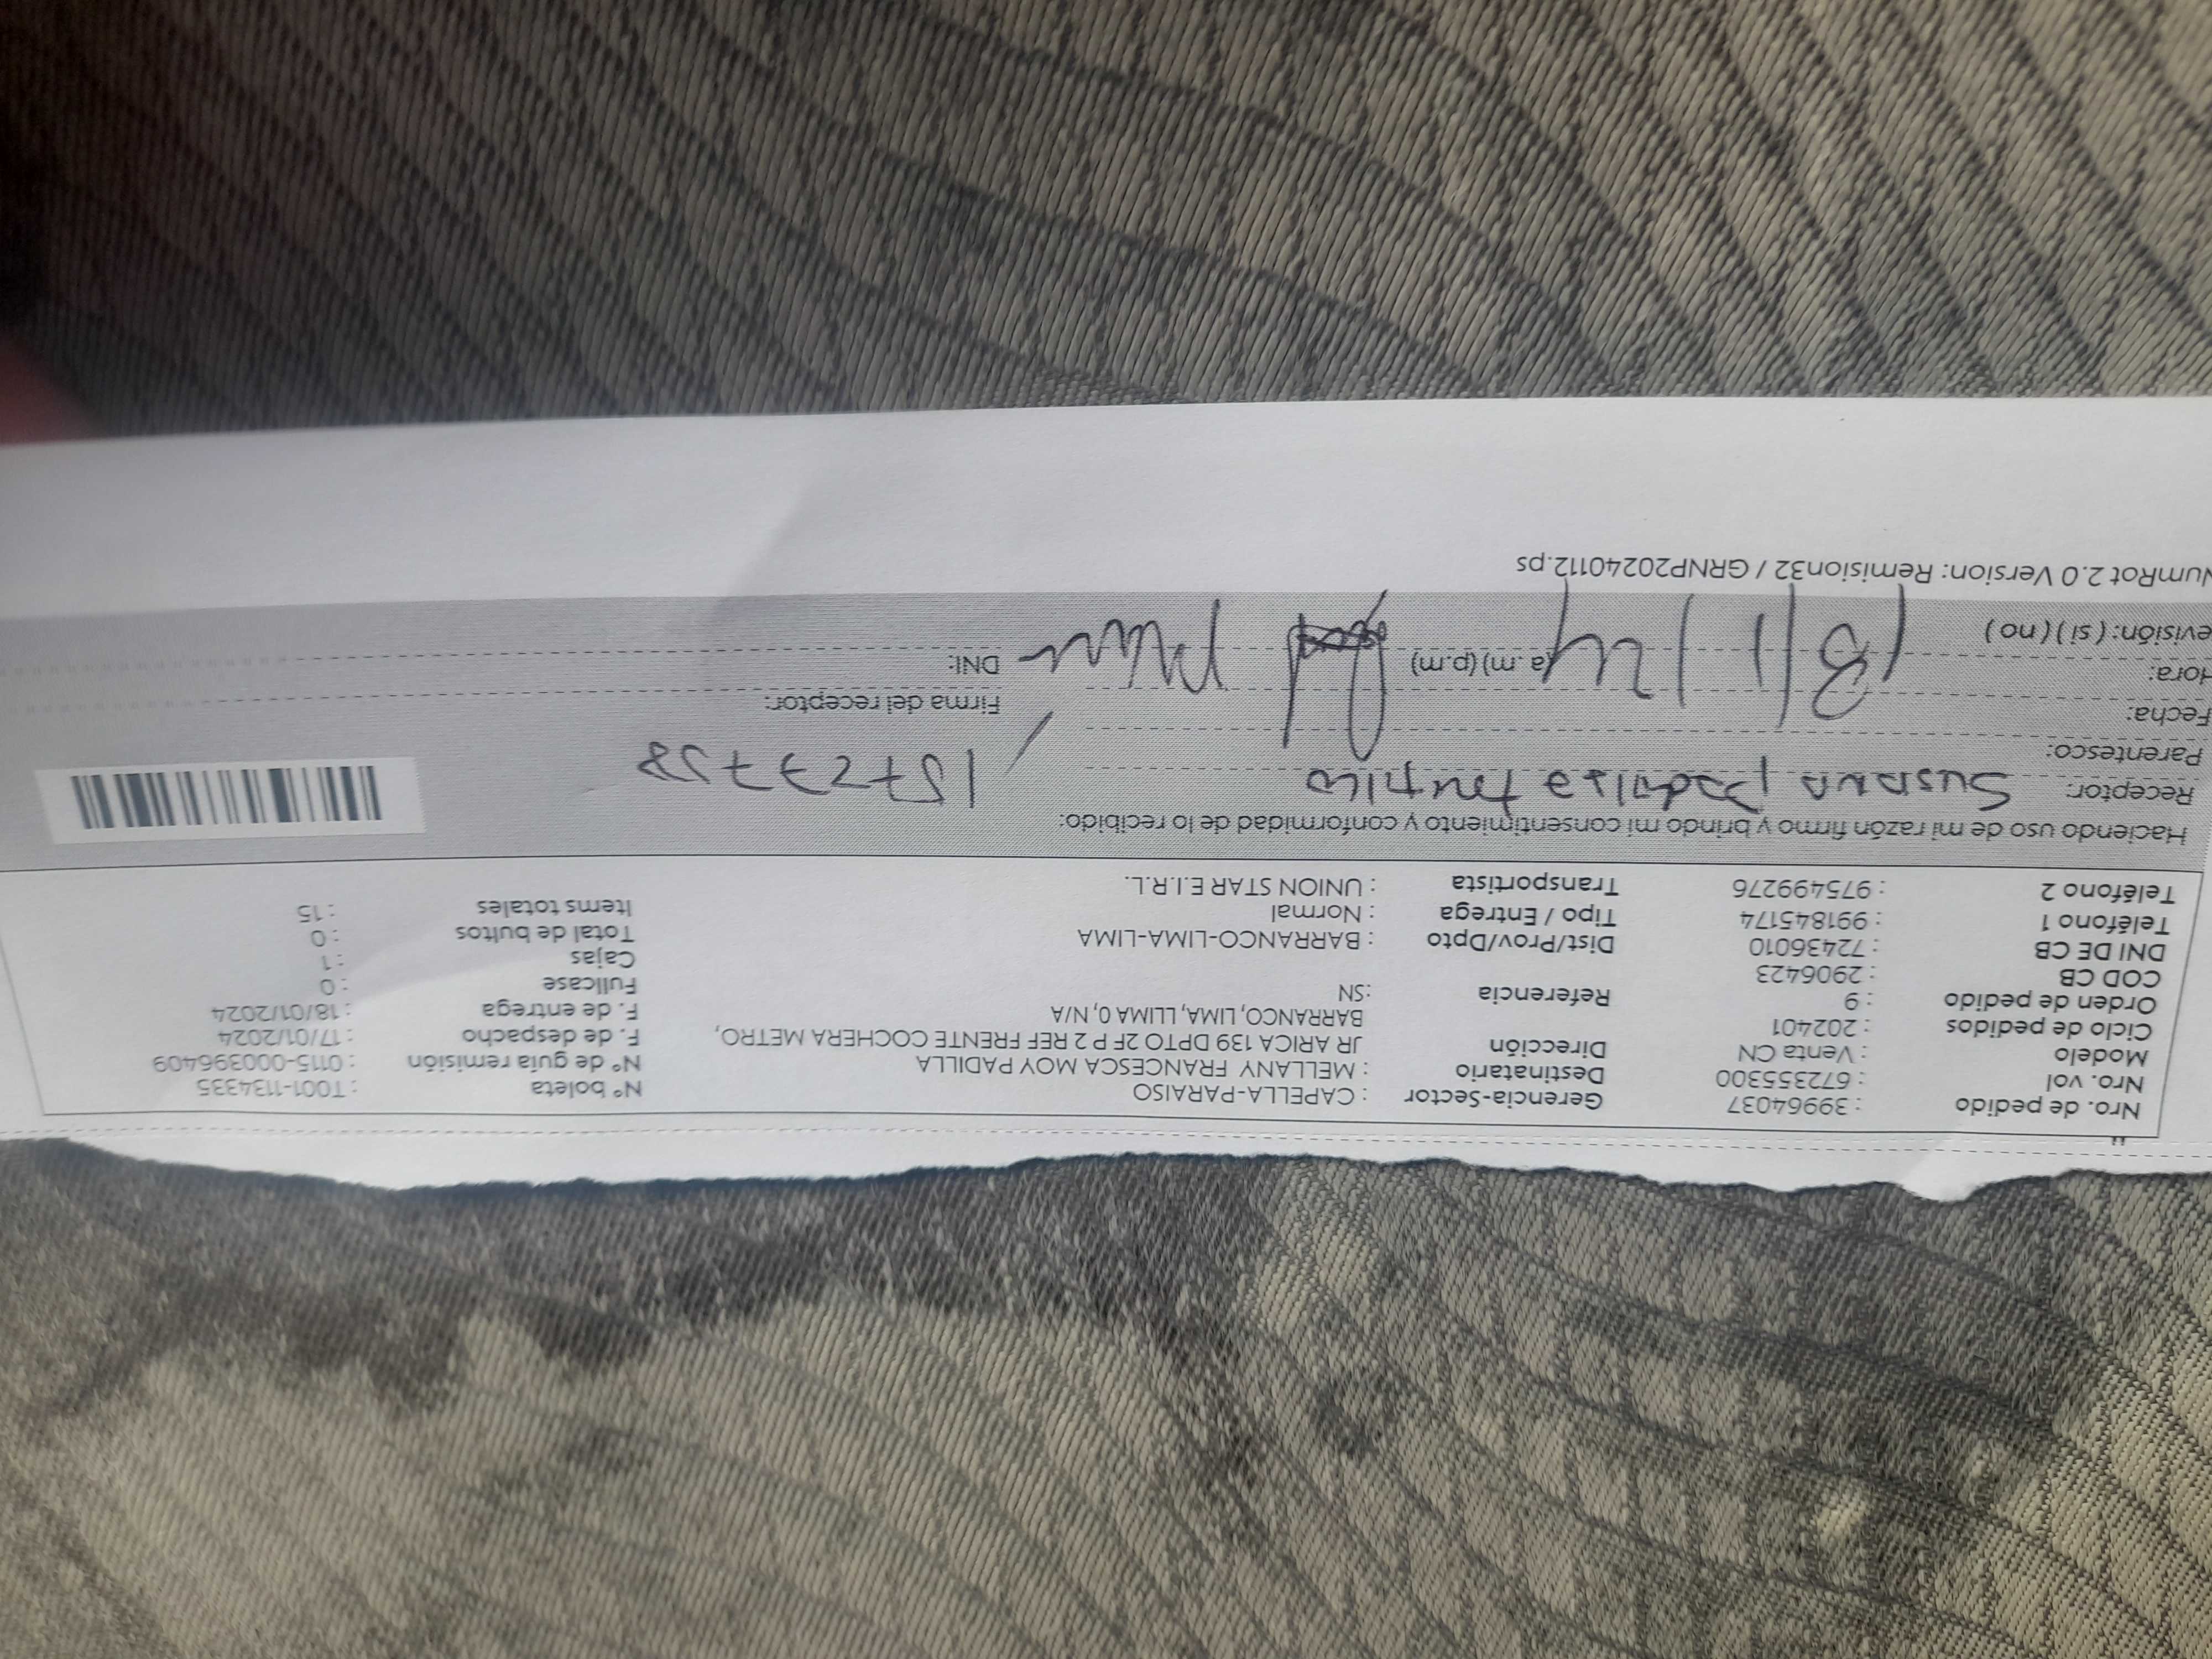 Nro. de pedido : 39964037 Gerencia-Sector : CAPELLA-PARAISO N° boleta : T001-1134335
Nro. vol : 672355300 Destinatario : MELLANY FRANCESCA MOY PADILLA N° de guía remisión : 0115-000396409
Modelo : Venta CN Dirección JR ARICA 139 DPTO 2F P 2 REF FRENTE COCHERA METRO, F. de despacho : 17/01/2024
Ciclo de pedidos : 202401 BARRANCO, LIMA, LLIMA 0, N/A F. de entrega : 18/01/2024
Orden de pedido : 9 Referencia :SN Fullcase : 0
COD CB : 2906423 Cajas : 1
DNI DE CB : 72436010 Dist/Prov/Dpto : BARRANCO-LIMA-LIMA Total de bultos : 0
Teléfono 1 : 991845174 Tipo / Entrega : Normal Items totales : 15
Teléfono 2 : 975499276 Transportista : UNION STAR E.I.R.L.
Haciendo uso de mi razón firmo y brindo mi consentimiento y conformidad de lo recibido:
Receptor: Susana Padilla
Parentesco: 15723758
Fecha: Firma del receptor:
Hora: 18/1/24 (a.m)(p.m) DNI:
evisión: ( si ) ( no )
NumRot 2.0 Version: Remision32 / GRNP20240112.ps